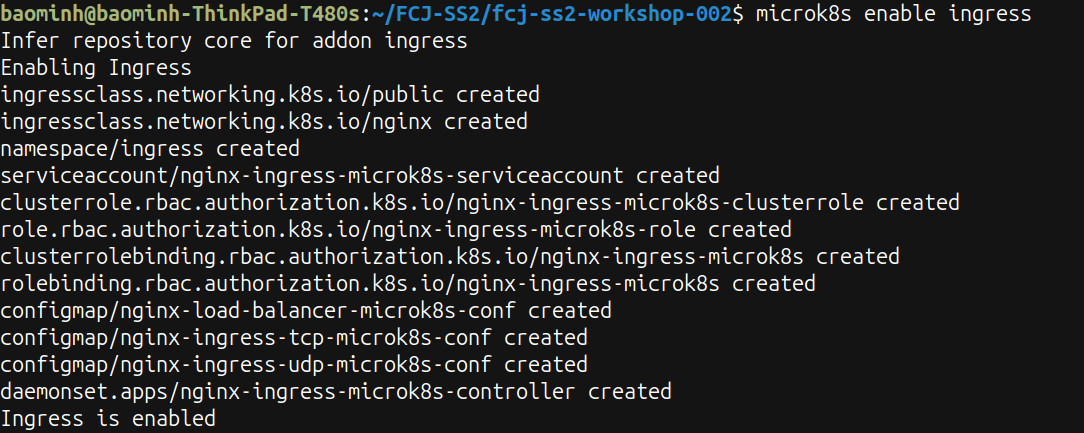 baominh@baominh-ThinkPad-T480s:~/FCJ-SS2/fcj-ss2-workshop-002$ microk8s enable ingress
Infer repository core for addon ingress
Enabling Ingress
ingressclass.networking.k8s.io/public created
ingressclass.networking.k8s.io/nginx created
namespace/ingress created
serviceaccount/nginx-ingress-microk8s-serviceaccount created
clusterrole.rbac.authorization.k8s.io/nginx-ingress-microk8s-clusterrole created
role.rbac.authorization.k8s.io/nginx-ingress-microk8s-role created
clusterrolebinding.rbac.authorization.k8s.io/nginx-ingress-microk8s created
rolebinding.rbac.authorization.k8s.io/nginx-ingress-microk8s created
configmap/nginx-load-balancer-microk8s-conf created
configmap/nginx-ingress-tcp-microk8s-conf created
configmap/nginx-ingress-udp-microk8s-conf created
daemonset.apps/nginx-ingress-microk8s-controller created
Ingress is enabled